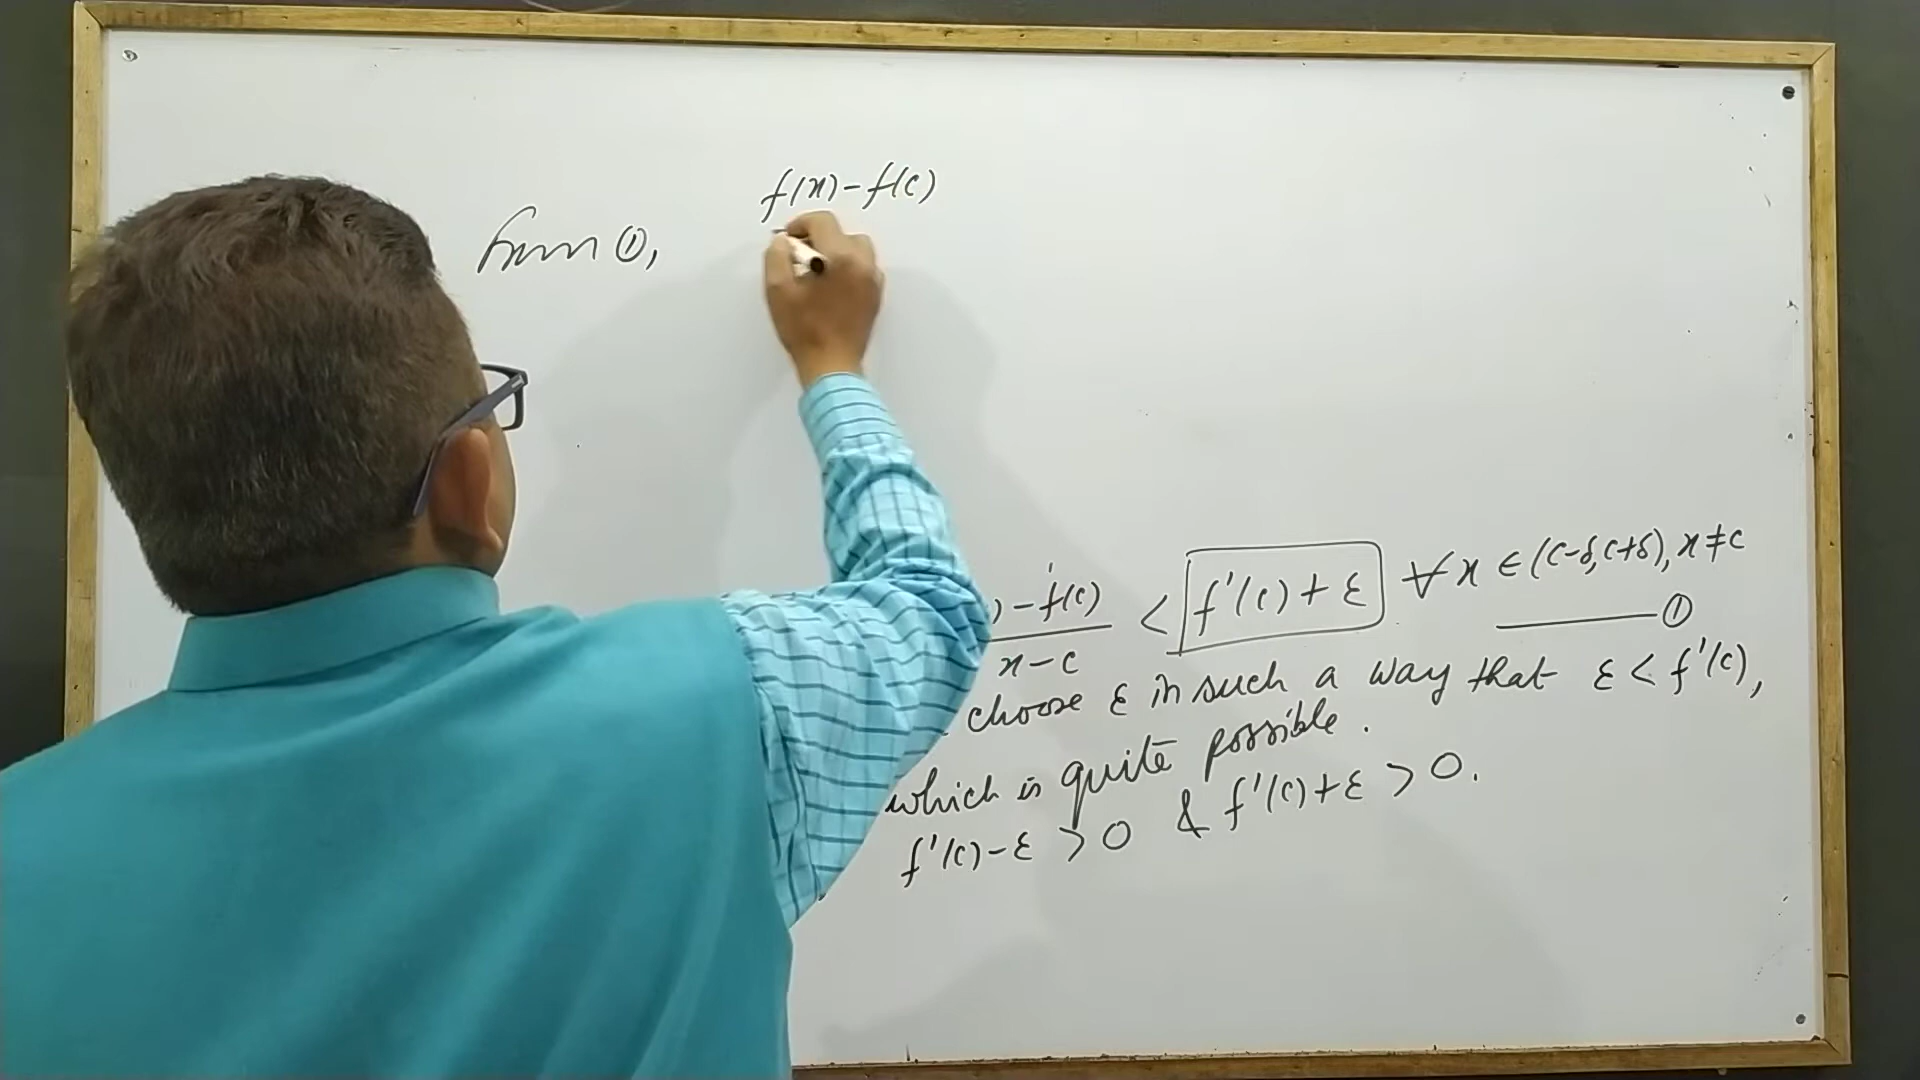 From ①, f(x)-f(c)
)-f(c) < f'(c)+ε ∀ x ∈ (c-δ, c+δ), x≠c
x-c ①
choose ε in such a way that ε < f'(c),
which is quite possible.
f'(c)-ε > 0 & f'(c)+ε > 0.